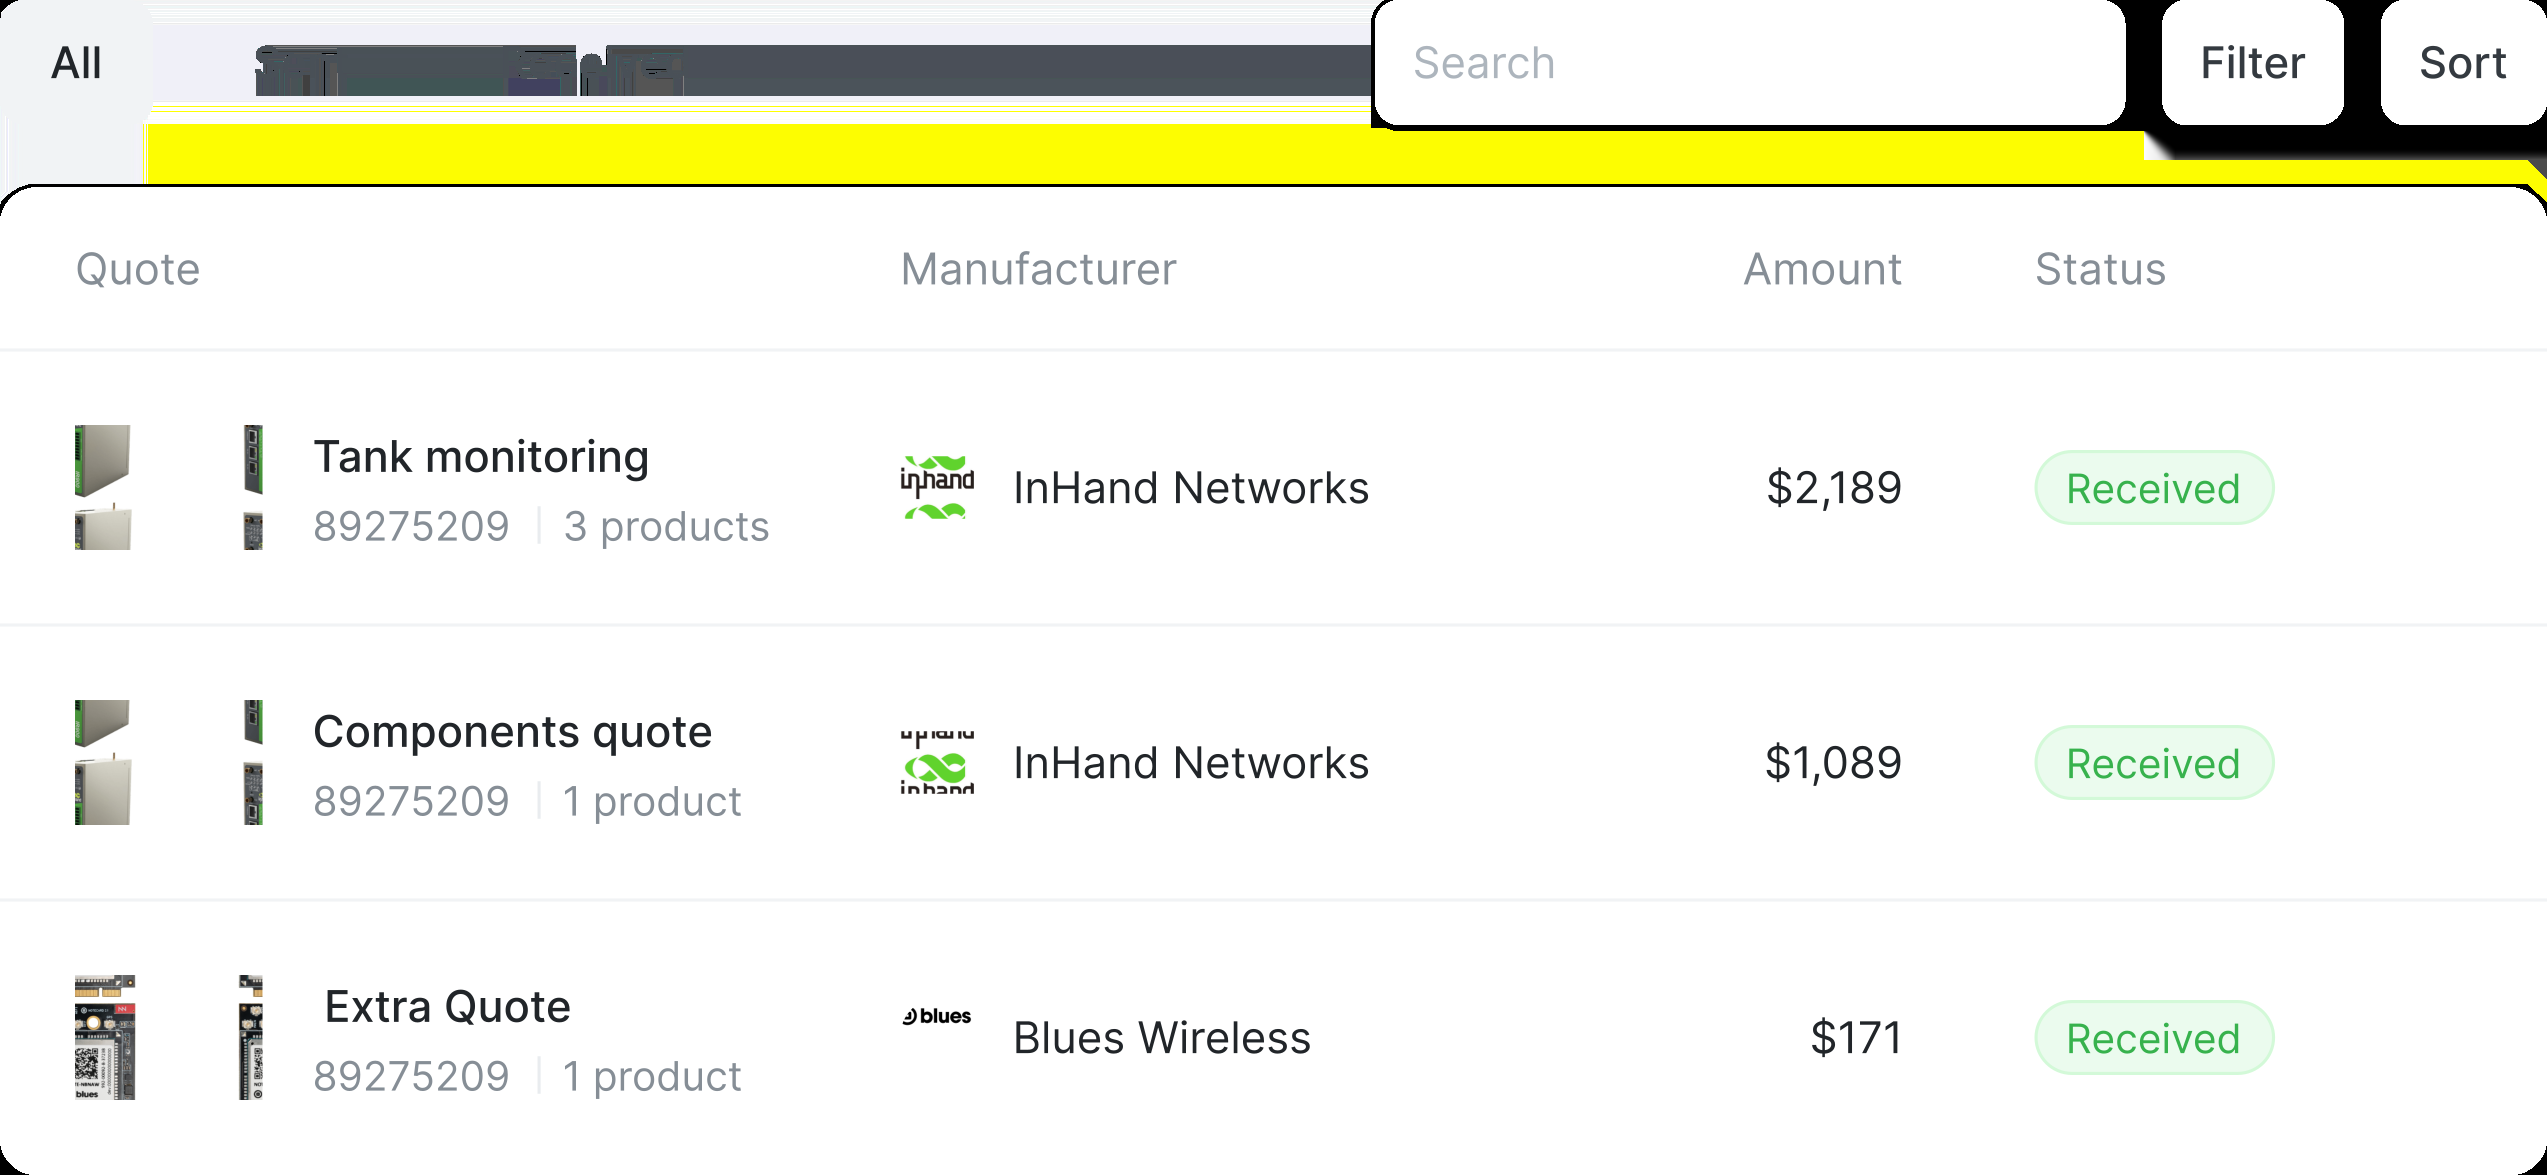 All
Search
Filter
Sort
Quote
Manufacturer
Amount
Status
Tank monitoring
89275209 | 3 products
inhand
InHand Networks
$2,189
Received
Components quote
89275209 | 1 product
InHand Networks
$1,089
Received
Extra Quote
89275209 | 1 product
blues
blues
Blues Wireless
$171
Received